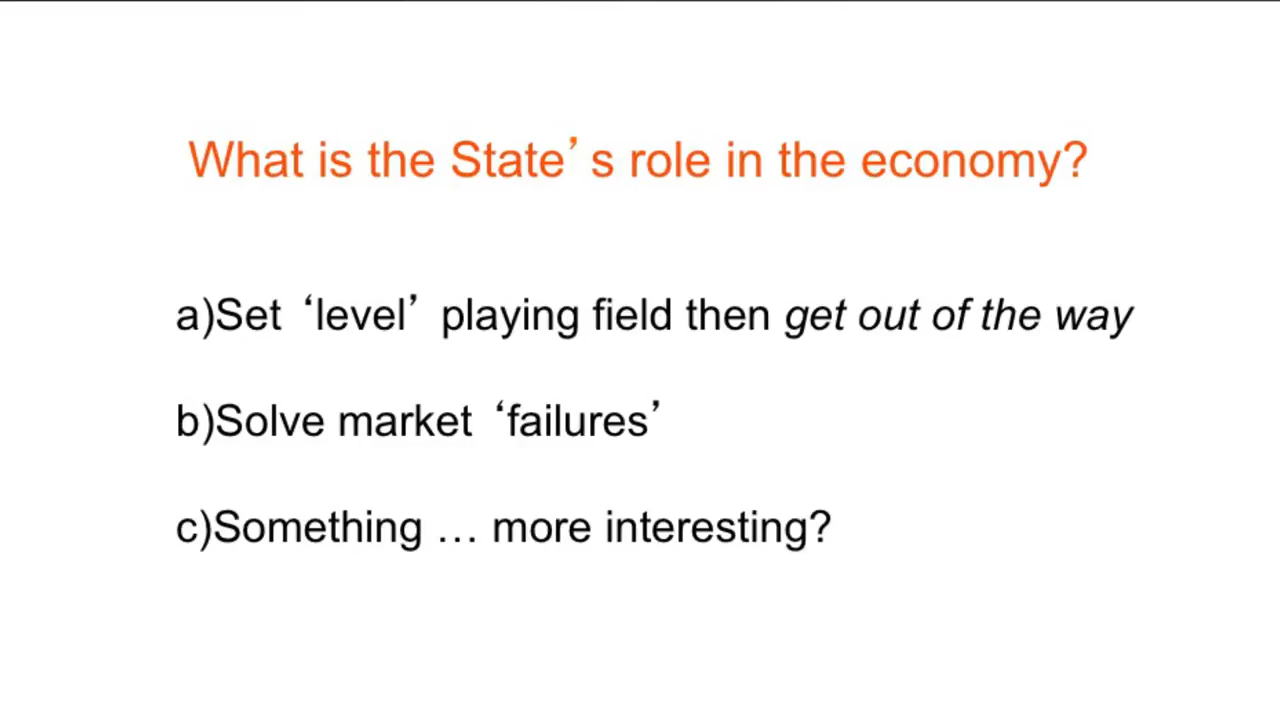 What is the State’s role in the economy?
a)Set ‘level’ playing field then get out of the way
b)Solve market ‘failures’
c)Something … more interesting?